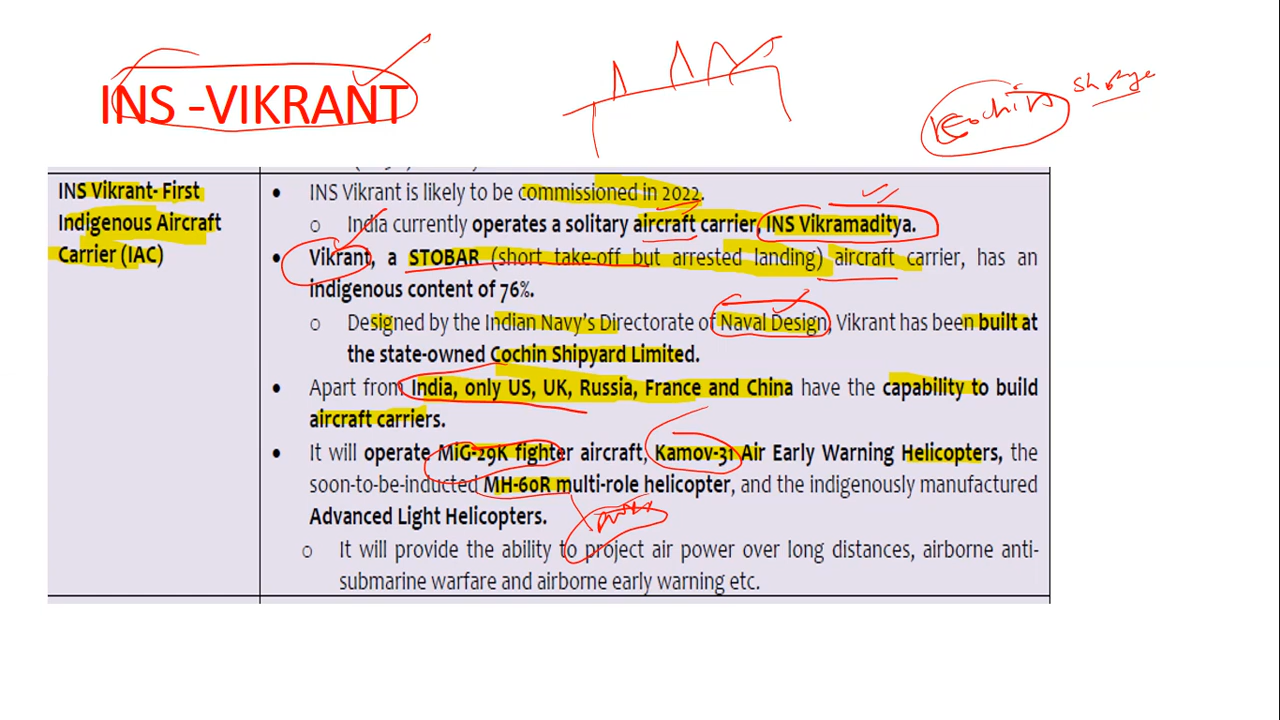 INS -VIKRANT
INS Vikrant- First
Indigenous Aircraft
Carrier (IAC)
• INS Vikrant is likely to be commissioned in 2022.
o India currently operates a solitary aircraft carrier, INS Vikramaditya.
• Vikrant, a STOBAR (short take-off but arrested landing) aircraft carrier, has an
indigenous content of 76%.
o Designed by the Indian Navy's Directorate of Naval Design, Vikrant has been built at
the state-owned Cochin Shipyard Limited.
• Apart from India, only US, UK, Russia, France and China have the capability to build
aircraft carriers.
• It will operate MiG-29K fighter aircraft, Kamov-31 Air Early Warning Helicopters, the
soon-to-be-inducted MH-60R multi-role helicopter, and the indigenously manufactured
Advanced Light Helicopters.
o It will provide the ability to project air power over long distances, airborne anti-
submarine warfare and airborne early warning etc.